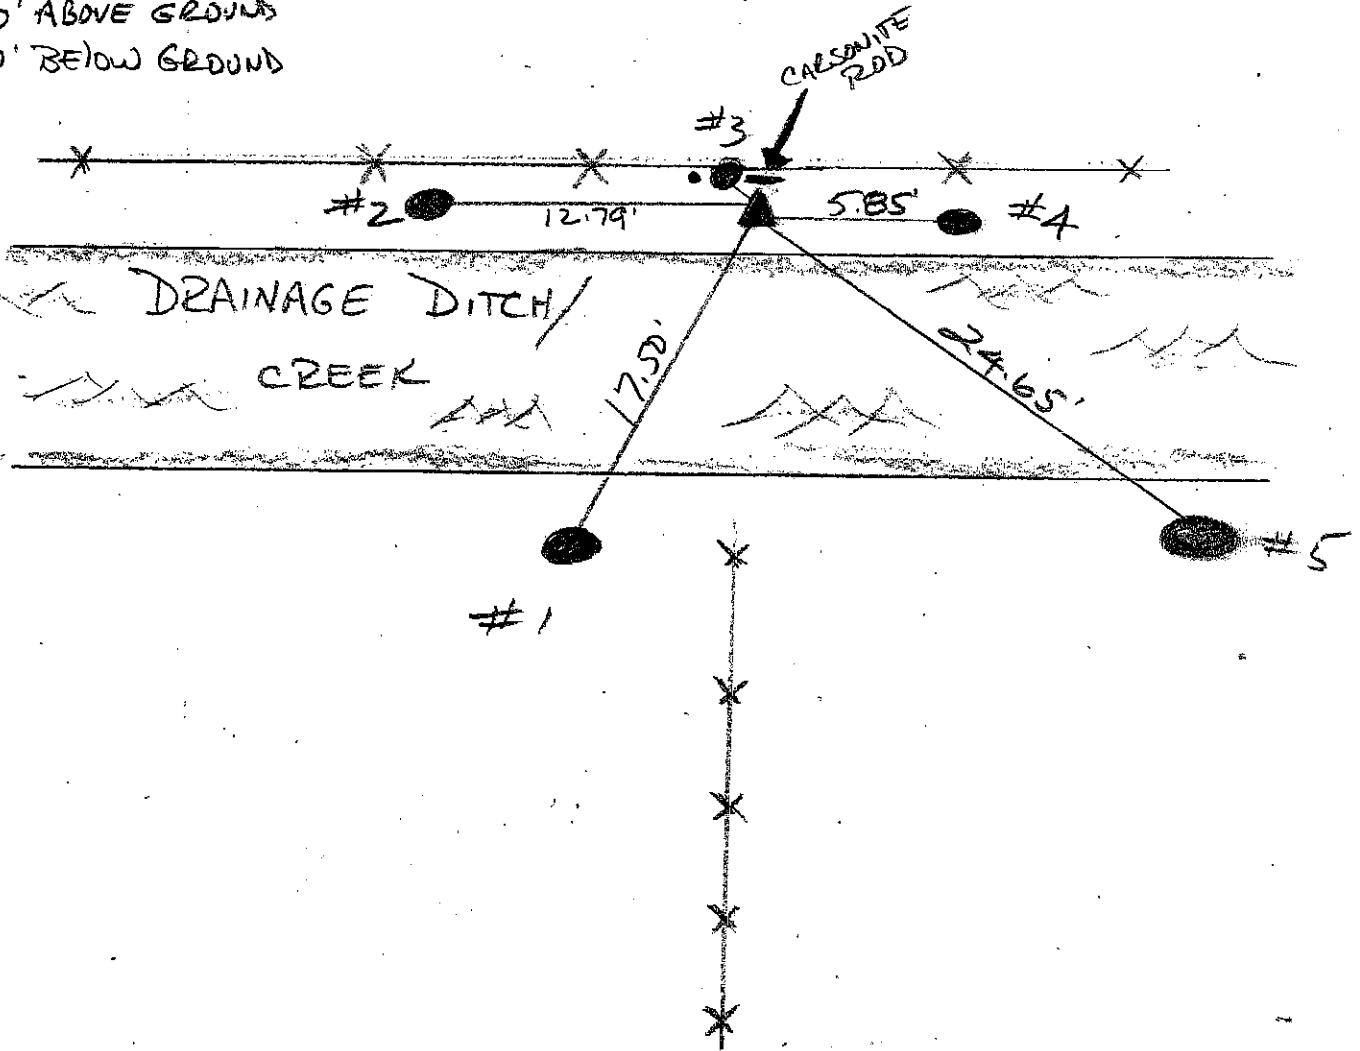 ' ABOVE GROUND
' BElOW GROUND
CARSONITE
ROD
#3
#2
12.79'
5.85'
#4
DRAINAGE DITCH/
CREEK
17.50'
24.65'
#1
#5